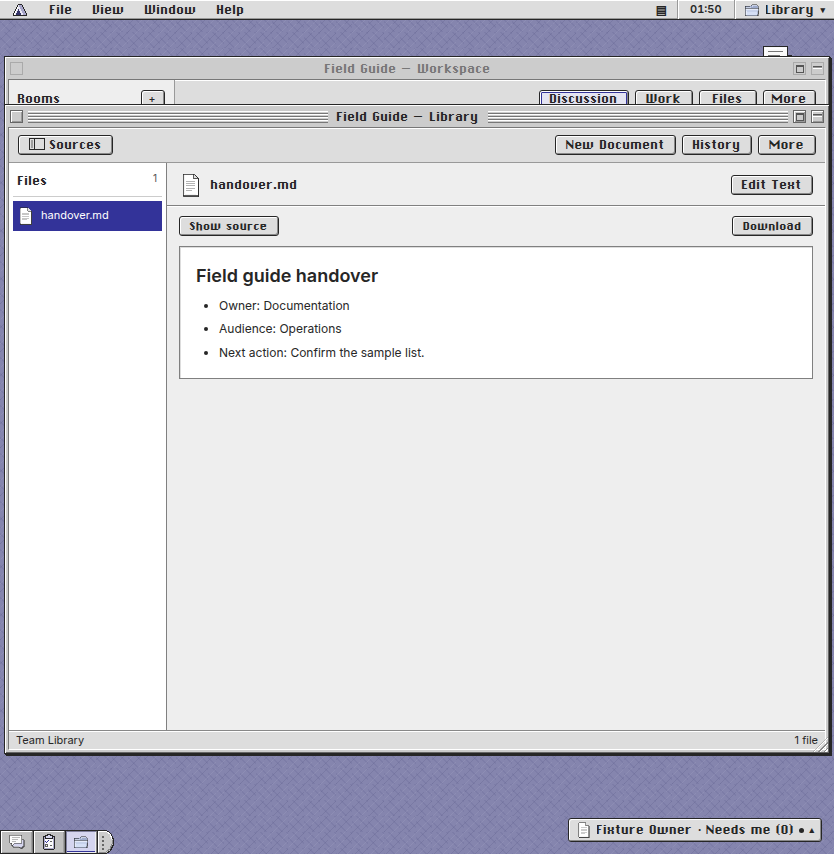 File View Window Help 01:50 Library
Field Guide — Workspace
Rooms + Discussion Work Files More
Field Guide — Library
Sources New Document History More
Files 1
handover.md
handover.md Edit Text
Show source Download
Field guide handover
• Owner: Documentation
• Audience: Operations
• Next action: Confirm the sample list.
Team Library 1 file
Fixture Owner · Needs me (0)